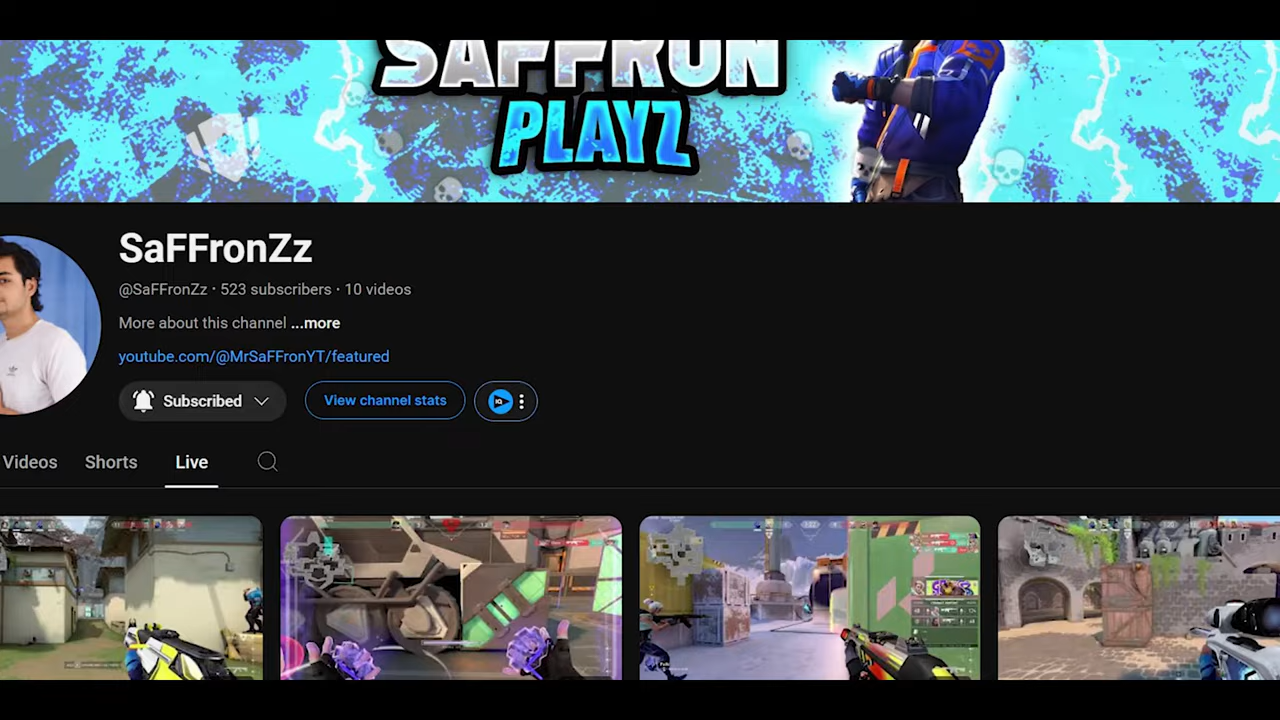 SAFFRON
PLAYZ
SaFFronZz
@SaFFronZz · 523 subscribers · 10 videos
More about this channel ...more
youtube.com/@MrSaFFronYT/featured
Subscribed
View channel stats
IQ
Videos Shorts Live